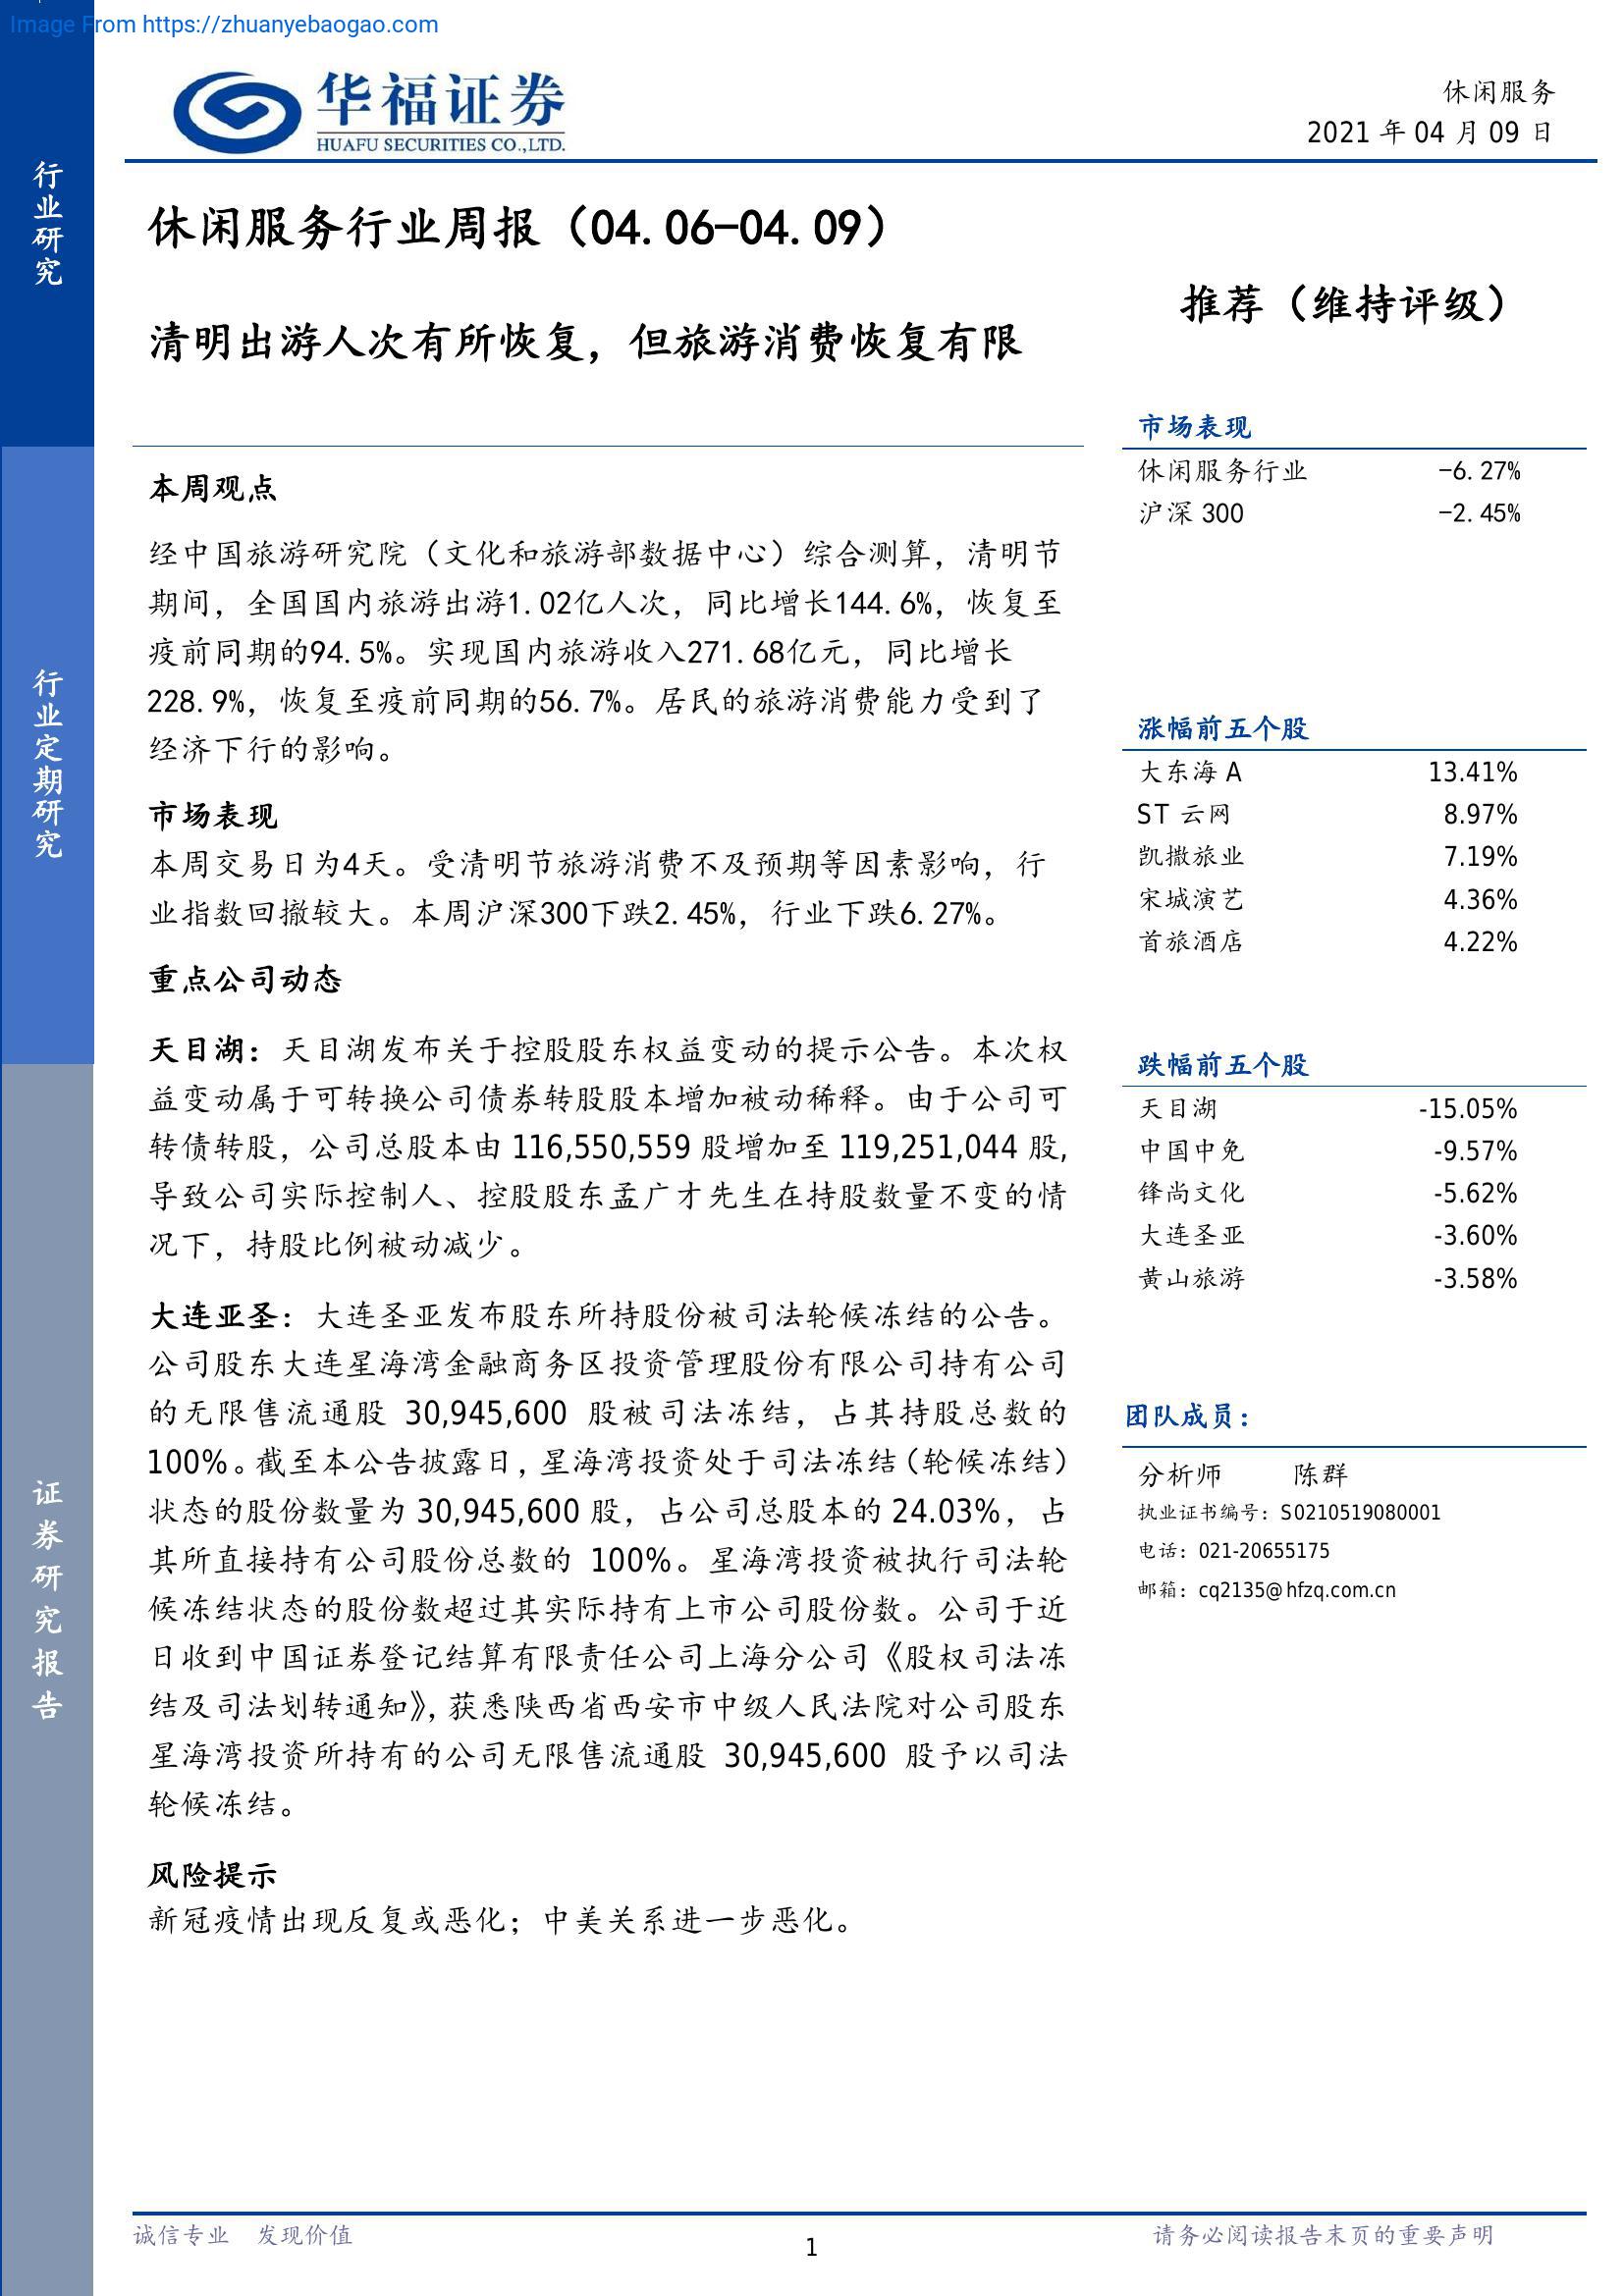 Image From https://zhuanyebaogao.com
华福证券
HUAFU SECURITIES CO.,LTD.
休闲服务
2021 年 04 月 09 日
行业研究
行业定期研究
证券研究报告
休闲服务行业周报（04.06-04.09）
清明出游人次有所恢复，但旅游消费恢复有限
本周观点
经中国旅游研究院（文化和旅游部数据中心）综合测算，清明节
期间，全国国内旅游出游1.02亿人次，同比增长144.6%，恢复至
疫前同期的94.5%。实现国内旅游收入271.68亿元，同比增长
228.9%，恢复至疫前同期的56.7%。居民的旅游消费能力受到了
经济下行的影响。
市场表现
本周交易日为4天。受清明节旅游消费不及预期等因素影响，行
业指数回撤较大。本周沪深300下跌2.45%，行业下跌6.27%。
重点公司动态
天目湖：天目湖发布关于控股股东权益变动的提示公告。本次权
益变动属于可转换公司债券转股股本增加被动稀释。由于公司可
转债转股，公司总股本由 116,550,559 股增加至 119,251,044 股,
导致公司实际控制人、控股股东孟广才先生在持股数量不变的情
况下，持股比例被动减少。
大连亚圣：大连圣亚发布股东所持股份被司法轮候冻结的公告。
公司股东大连星海湾金融商务区投资管理股份有限公司持有公司
的无限售流通股 30,945,600 股被司法冻结，占其持股总数的
100%。截至本公告披露日，星海湾投资处于司法冻结（轮候冻结）
状态的股份数量为 30,945,600 股，占公司总股本的 24.03%，占
其所直接持有公司股份总数的 100%。星海湾投资被执行司法轮
候冻结状态的股份数超过其实际持有上市公司股份数。公司于近
日收到中国证券登记结算有限责任公司上海分公司《股权司法冻
结及司法划转通知》，获悉陕西省西安市中级人民法院对公司股东
星海湾投资所持有的公司无限售流通股 30,945,600 股予以司法
轮候冻结。
风险提示
新冠疫情出现反复或恶化；中美关系进一步恶化。
推荐（维持评级）
市场表现
休闲服务行业 -6.27%
沪深 300 -2.45%
涨幅前五个股
大东海 A 13.41%
ST 云网 8.97%
凯撒旅业 7.19%
宋城演艺 4.36%
首旅酒店 4.22%
跌幅前五个股
天目湖 -15.05%
中国中免 -9.57%
锋尚文化 -5.62%
大连圣亚 -3.60%
黄山旅游 -3.58%
团队成员：
分析师 陈群
执业证书编号：S0210519080001
电话：021-20655175
邮箱：cq2135@hfzq.com.cn
诚信专业 发现价值
1
请务必阅读报告末页的重要声明